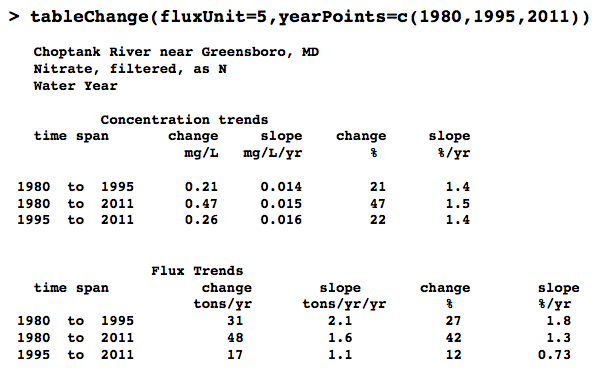 > tableChange(fluxUnit=5,yearPoints=c(1980,1995,2011))
Choptank River near Greensboro, MD
Nitrate, filtered, as N
Water Year
Concentration trends
time span change slope change slope
mg/L mg/L/yr % %/yr
1980 to 1995 0.21 0.014 21 1.4
1980 to 2011 0.47 0.015 47 1.5
1995 to 2011 0.26 0.016 22 1.4
Flux Trends
time span change slope change slope
tons/yr tons/yr/yr % %/yr
1980 to 1995 31 2.1 27 1.8
1980 to 2011 48 1.6 42 1.3
1995 to 2011 17 1.1 12 0.73